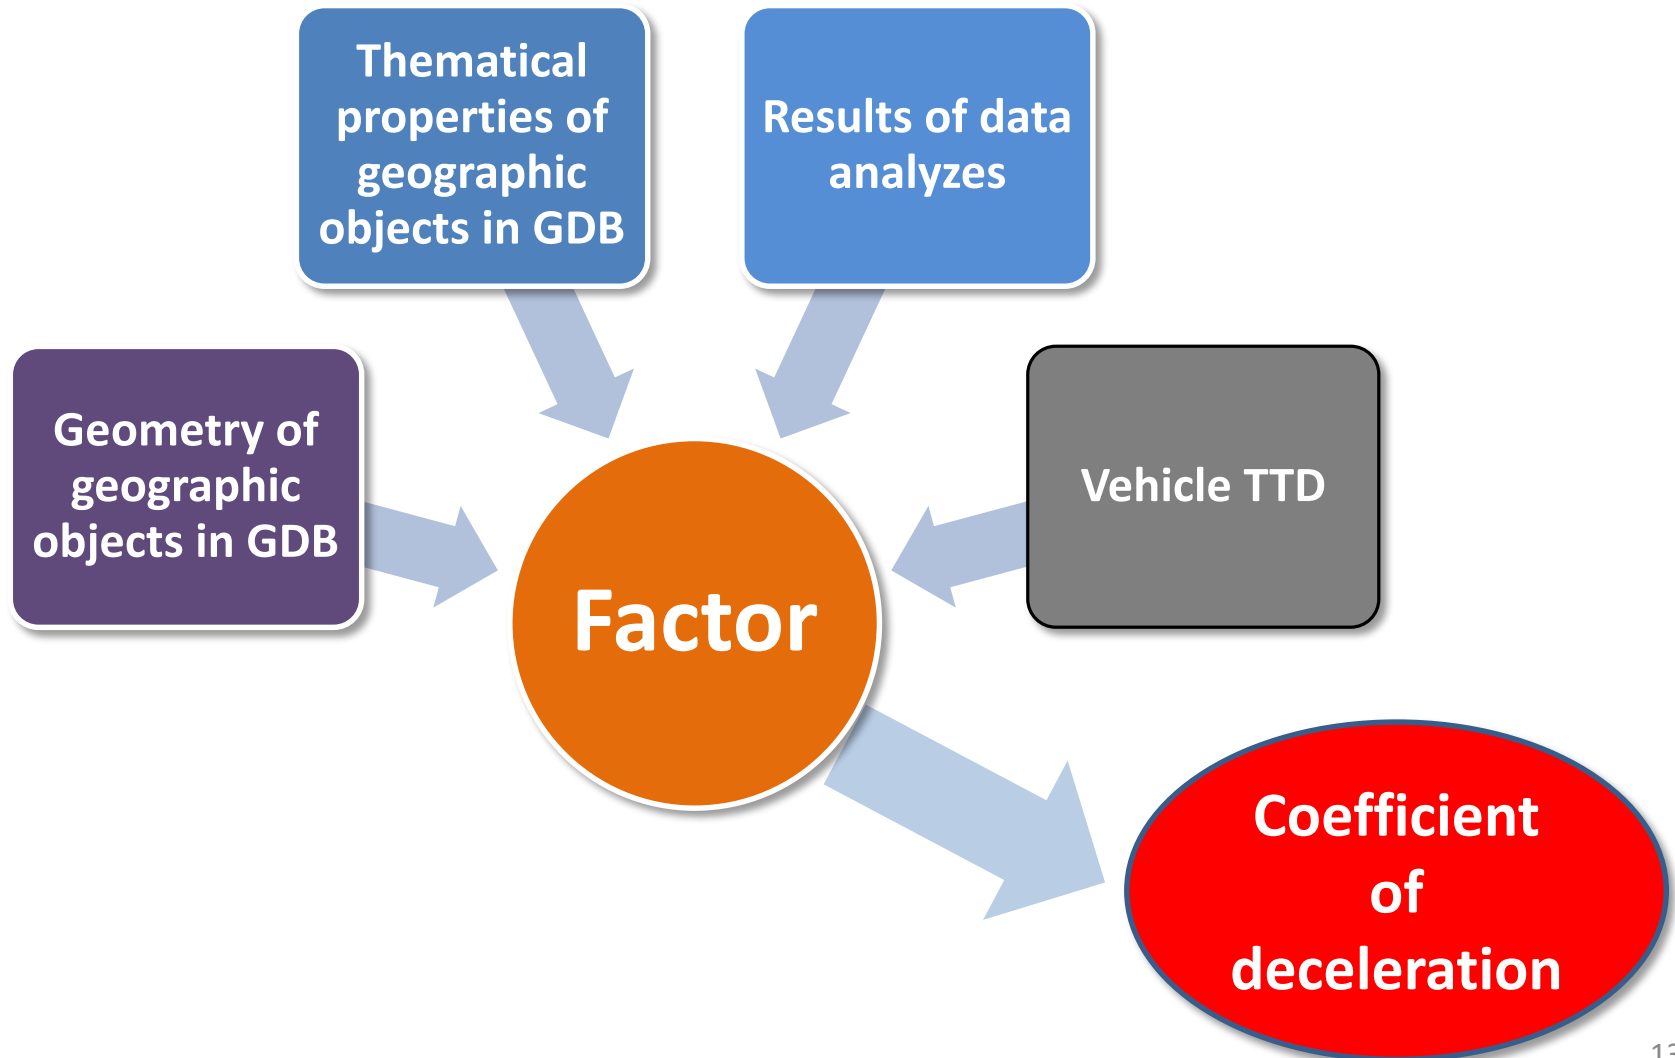 Thematical
properties of
geographic
objects in GDB
Results of data
analyzes
Geometry of
geographic
objects in GDB
Vehicle TTD
Factor
Coefficient
of
deceleration
13